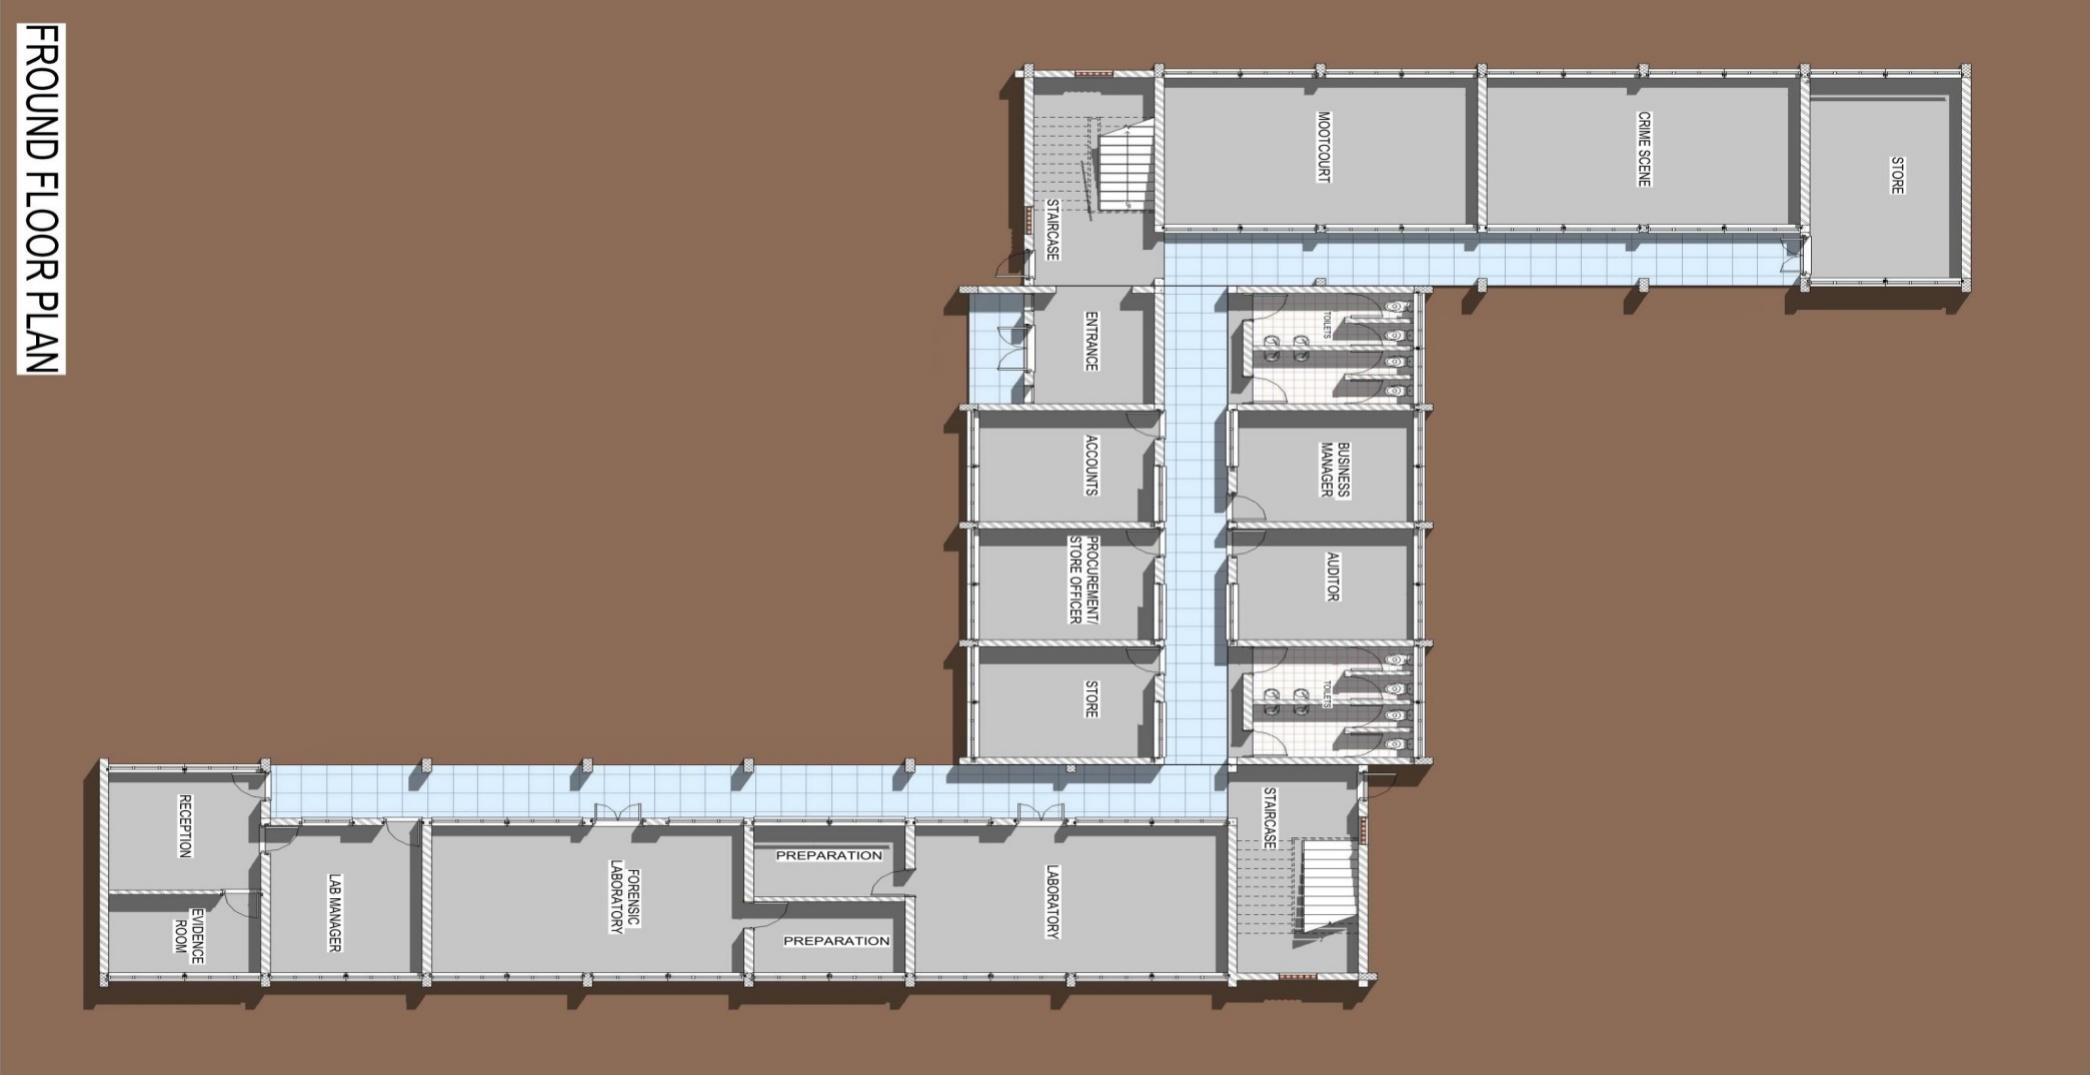 FROUND FLOOR PLAN
MOOTCOURT
CRIME SCENE
STORE
STAIRCASE
ENTRANCE
TOILETS
ACCOUNTS
BUSINESS
MANAGER
PROCUREMENT/
STORE OFFICER
AUDITOR
STORE
TOILETS
RECEPTION
EVIDENCE
ROOM
LAB MANAGER
FORENSIC
LABORATORY
PREPARATION
PREPARATION
LABORATORY
STAIRCASE